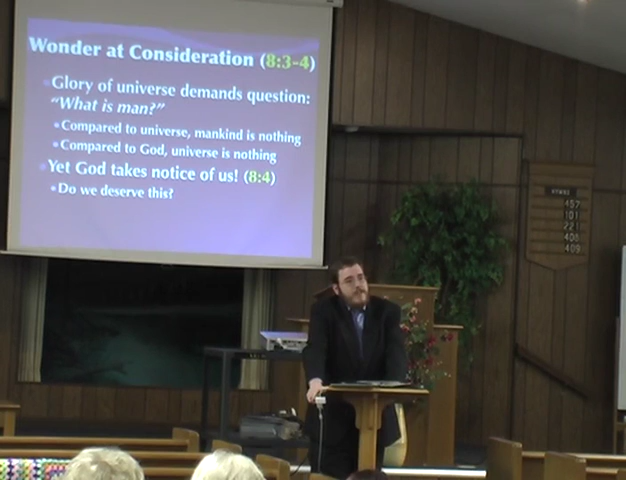 Wonder at Consideration (8:3-4)
Glory of universe demands question:
"What is man?"
Compared to universe, mankind is nothing
Compared to God, universe is nothing
Yet God takes notice of us! (8:4)
Do we deserve this?
HYMNS
457
101
221
408
409